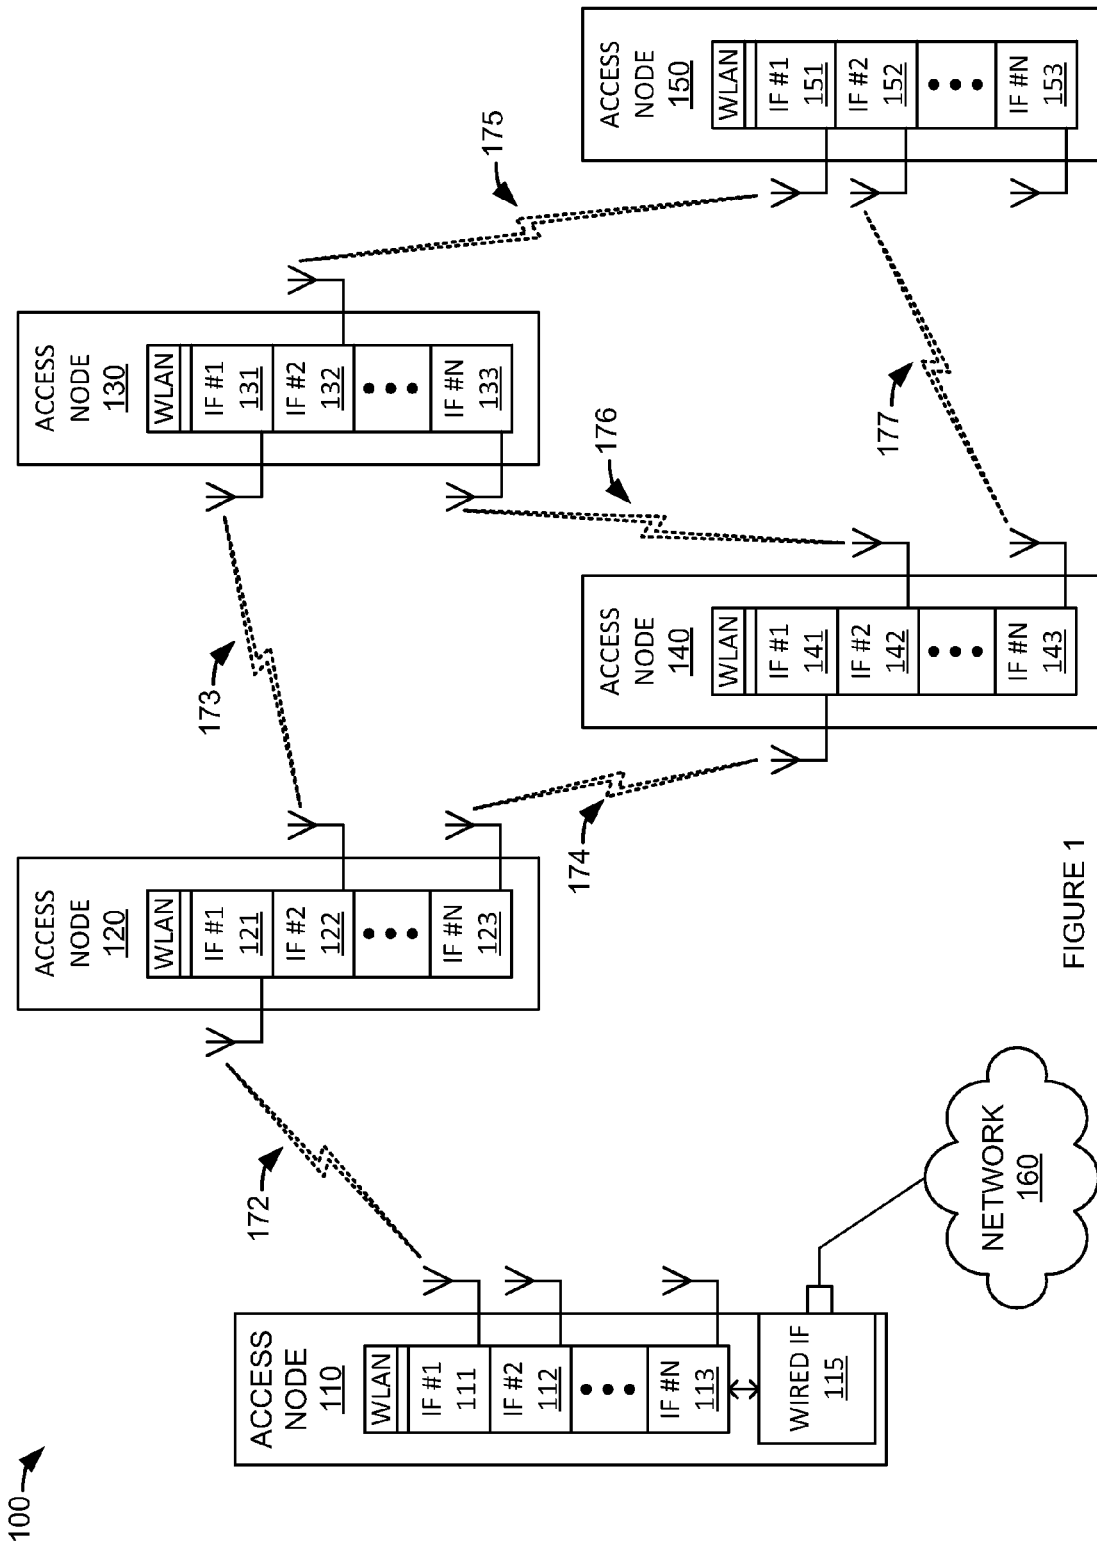 100
ACCESS
NODE
110
WLAN
IF #1
111
IF #2
112
IF #N
113
WIRED IF
115
NETWORK
160
172
ACCESS
NODE
120
WLAN
IF #1
121
IF #2
122
IF #N
123
173
174
ACCESS
NODE
130
WLAN
IF #1
131
IF #2
132
IF #N
133
ACCESS
NODE
140
WLAN
IF #1
141
IF #2
142
IF #N
143
175
176
177
ACCESS
NODE
150
WLAN
IF #1
151
IF #2
152
IF #N
153
FIGURE 1